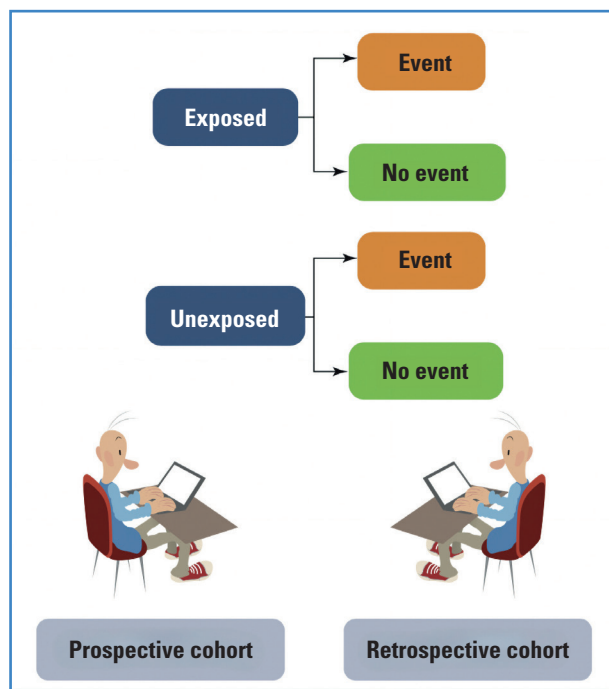 Event
Exposed
No event
Event
Unexposed
No event
Prospective cohort
Retrospective cohort